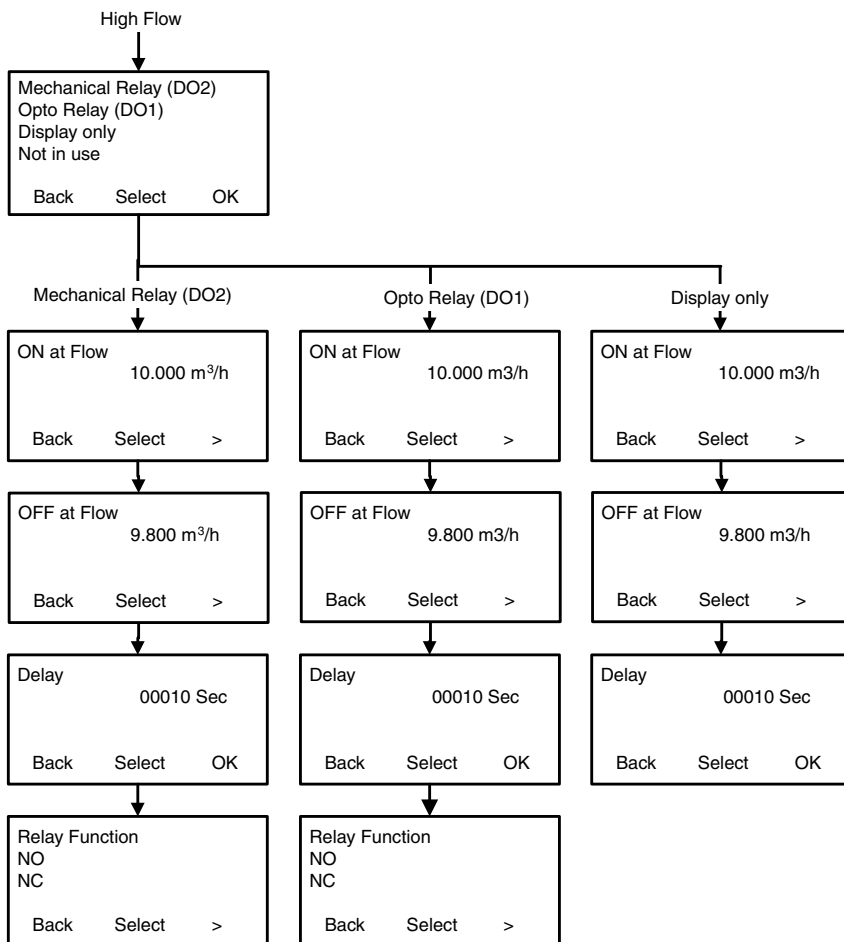 High Flow
Mechanical Relay (DO2)
Opto Relay (DO1)
Display only
Not in use
Back Select OK
Mechanical Relay (DO2)
Opto Relay (DO1)
Display only
ON at Flow
10.000 m³/h
Back Select >
ON at Flow
10.000 m3/h
Back Select >
ON at Flow
10.000 m3/h
Back Select >
OFF at Flow
9.800 m³/h
Back Select >
OFF at Flow
9.800 m3/h
Back Select >
OFF at Flow
9.800 m3/h
Back Select >
Delay
00010 Sec
Back Select OK
Delay
00010 Sec
Back Select OK
Delay
00010 Sec
Back Select OK
Relay Function
NO
NC
Back Select >
Relay Function
NO
NC
Back Select >